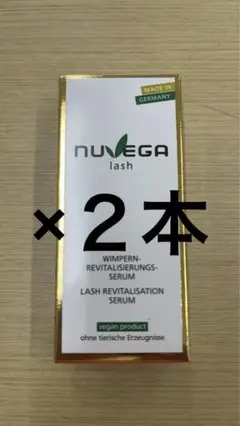 MADE IN
GERMANY
NUVEGA
lash
×2本
WIMPERN-
REVITALISIERUNGS-
SERUM
LASH REVITALISATION
SERUM
vegan product
ohne tierische Erzeugnisse